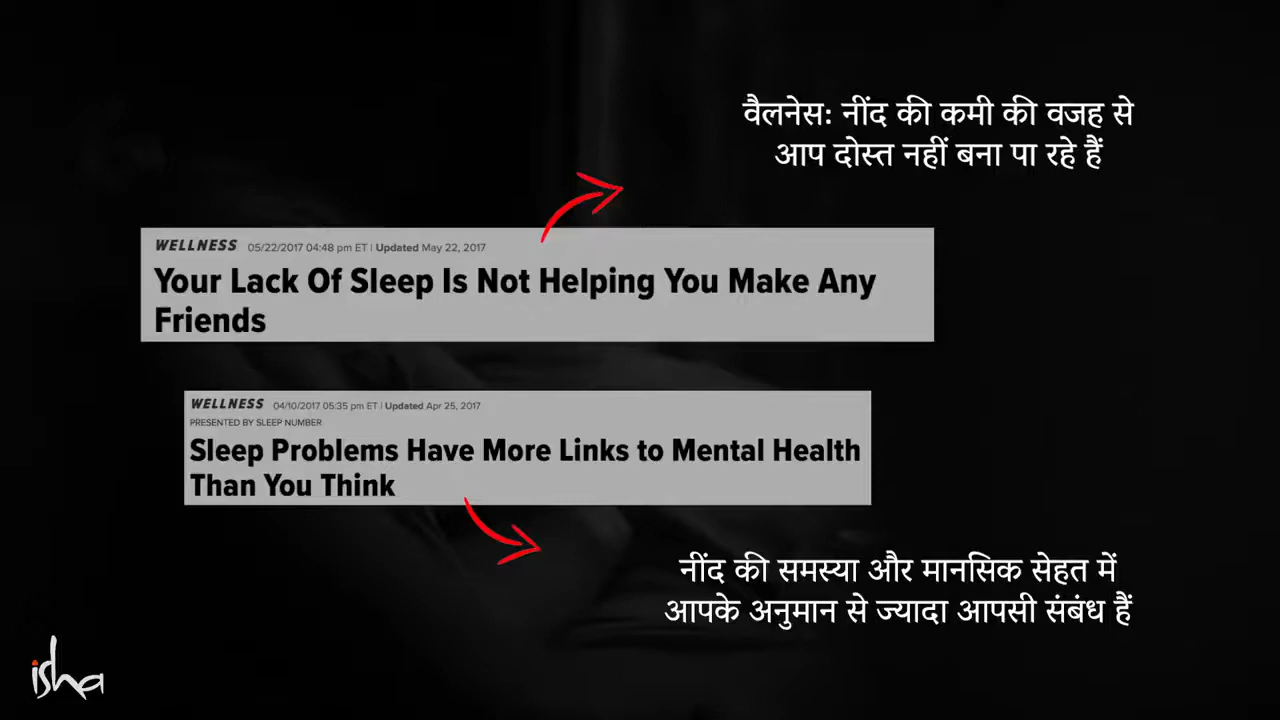 वैलनेस: नींद की कमी की वजह से
आप दोस्त नहीं बना पा रहे हैं
WELLNESS 05/22/2017 04:48 pm ET | Updated May 22, 2017
Your Lack Of Sleep Is Not Helping You Make Any
Friends
WELLNESS 04/10/2017 05:35 pm ET | Updated Apr 25, 2017
PRESENTED BY SLEEP NUMBER
Sleep Problems Have More Links to Mental Health
Than You Think
नींद की समस्या और मानसिक सेहत में
आपके अनुमान से ज्यादा आपसी संबंध हैं
isha